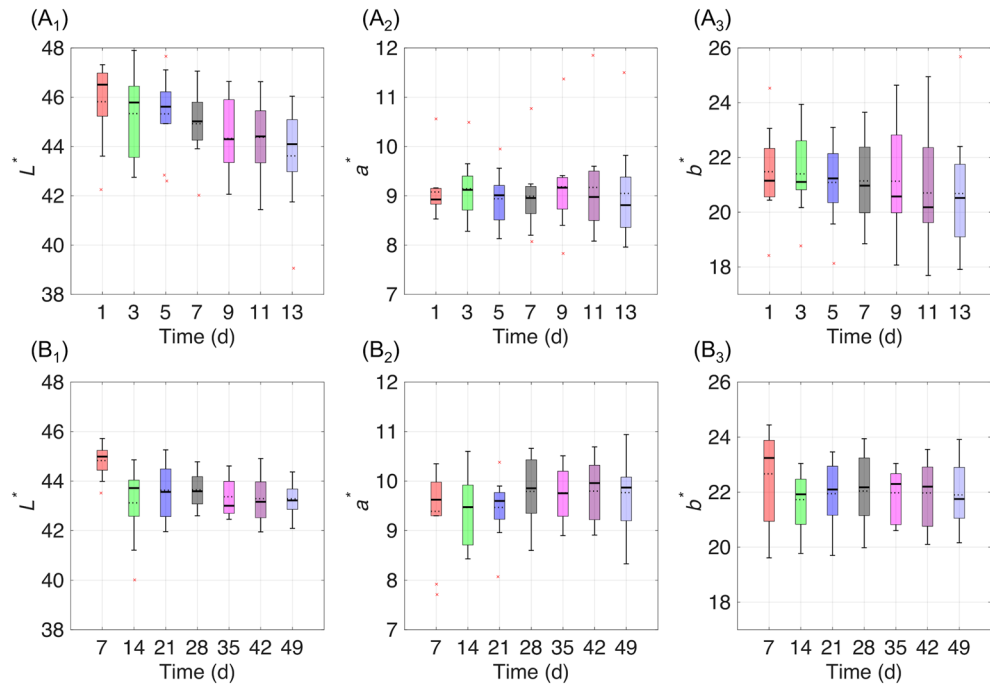 (A1) (A2) (A3)
48 12 26
46 11 24
44 10 22
42 9 20
40 8 18
38 7
L* a* b*
1 3 5 7 9 11 13 1 3 5 7 9 11 13 1 3 5 7 9 11 13
Time (d) Time (d) Time (d)
(B1) (B2) (B3)
48 12 26
46 11 24
44 10 22
42 9 20
40 8 18
38 7
L* a* b*
7 14 21 28 35 42 49 7 14 21 28 35 42 49 7 14 21 28 35 42 49
Time (d) Time (d) Time (d)